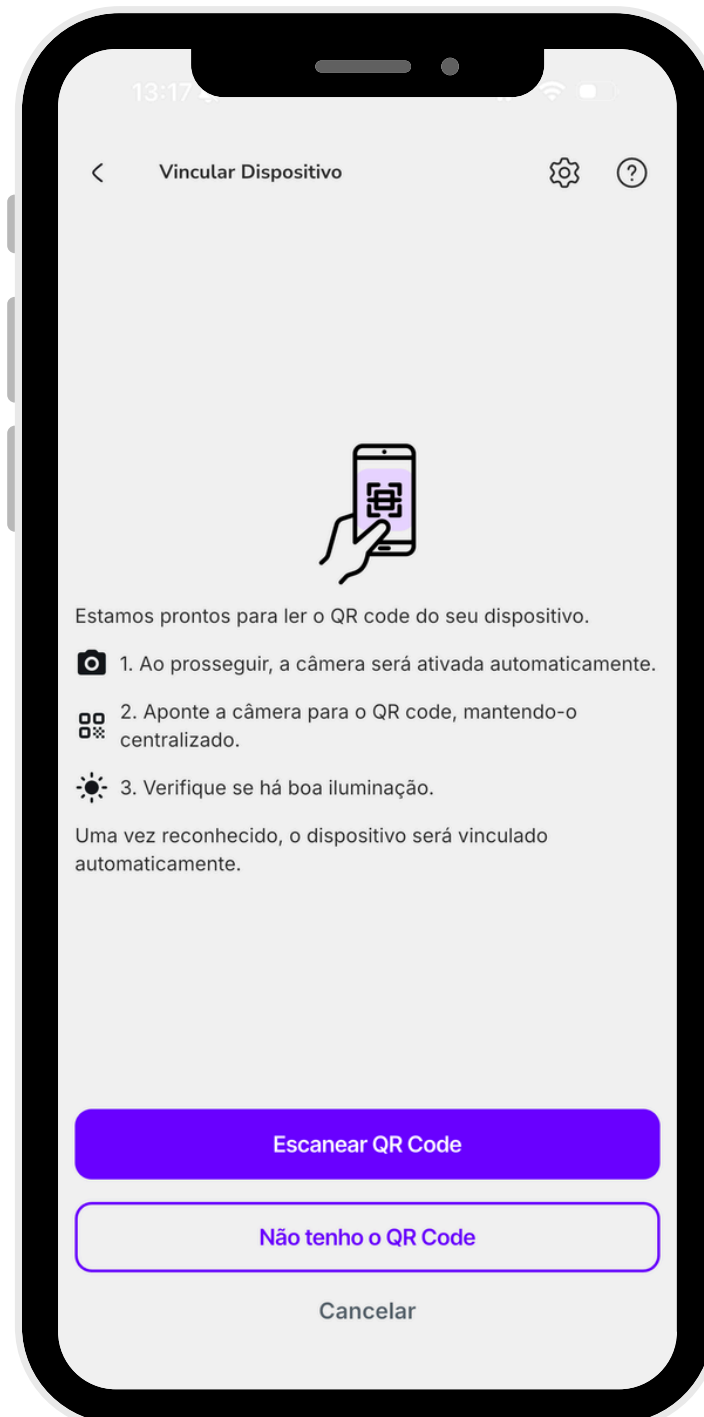 13:17
Vincular Dispositivo
Estamos prontos para ler o QR code do seu dispositivo.
1. Ao prosseguir, a câmera será ativada automaticamente.
2. Aponte a câmera para o QR code, mantendo-o
centralizado.
3. Verifique se há boa iluminação.
Uma vez reconhecido, o dispositivo será vinculado
automaticamente.
Escanear QR Code
Não tenho o QR Code
Cancelar